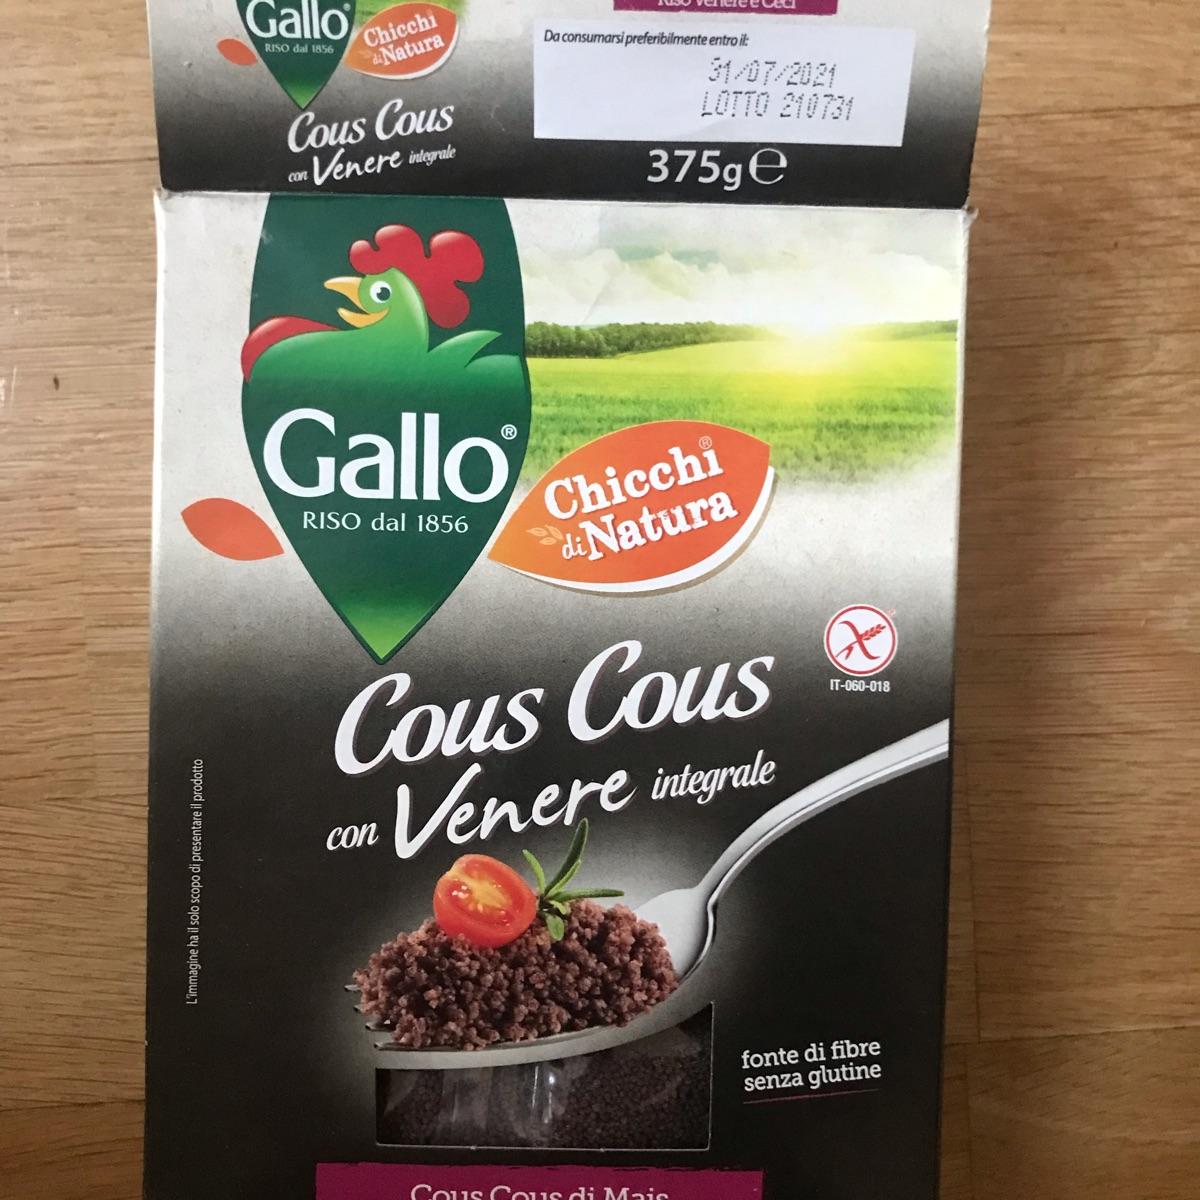 Riso Venere e Ceci
Gallo®
RISO dal 1856
Chicchi
di Natura
Cous Cous
con Venere integrale
Da consumarsi preferibilmente entro il:
31/07/2021
LOTTO 210731
375g℮
Gallo®
RISO dal 1856
Chicchi®
di Natura
IT-060-018
Cous Cous
con Venere integrale
L'immagine ha il solo scopo di presentare il prodotto
fonte di fibre
senza glutine
Cous Cous di Mais